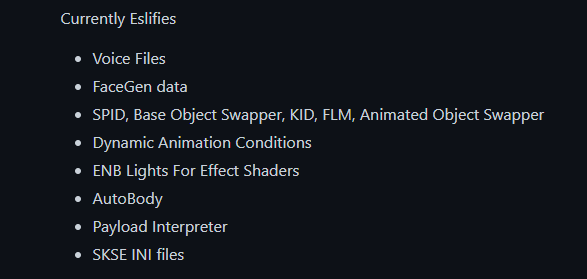 Currently Eslifies
• Voice Files
• FaceGen data
• SPID, Base Object Swapper, KID, FLM, Animated Object Swapper
• Dynamic Animation Conditions
• ENB Lights For Effect Shaders
• AutoBody
• Payload Interpreter
• SKSE INI files